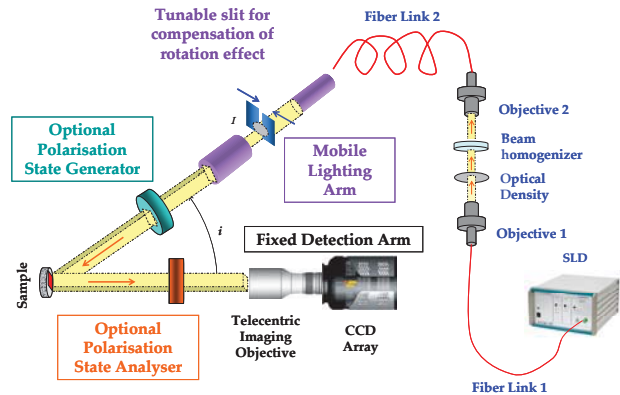 Tunable slit for
compensation of
rotation effect
Fiber Link 2
I
Optional
Polarisation
State Generator
Mobile
Lighting
Arm
Objective 2
Beam
homogenizer
Optical
Density
Objective 1
SLD
i
Fixed Detection Arm
Sample
Optional
Polarisation
State Analyser
Telecentric
Imaging
Objective
CCD
Array
Fiber Link 1